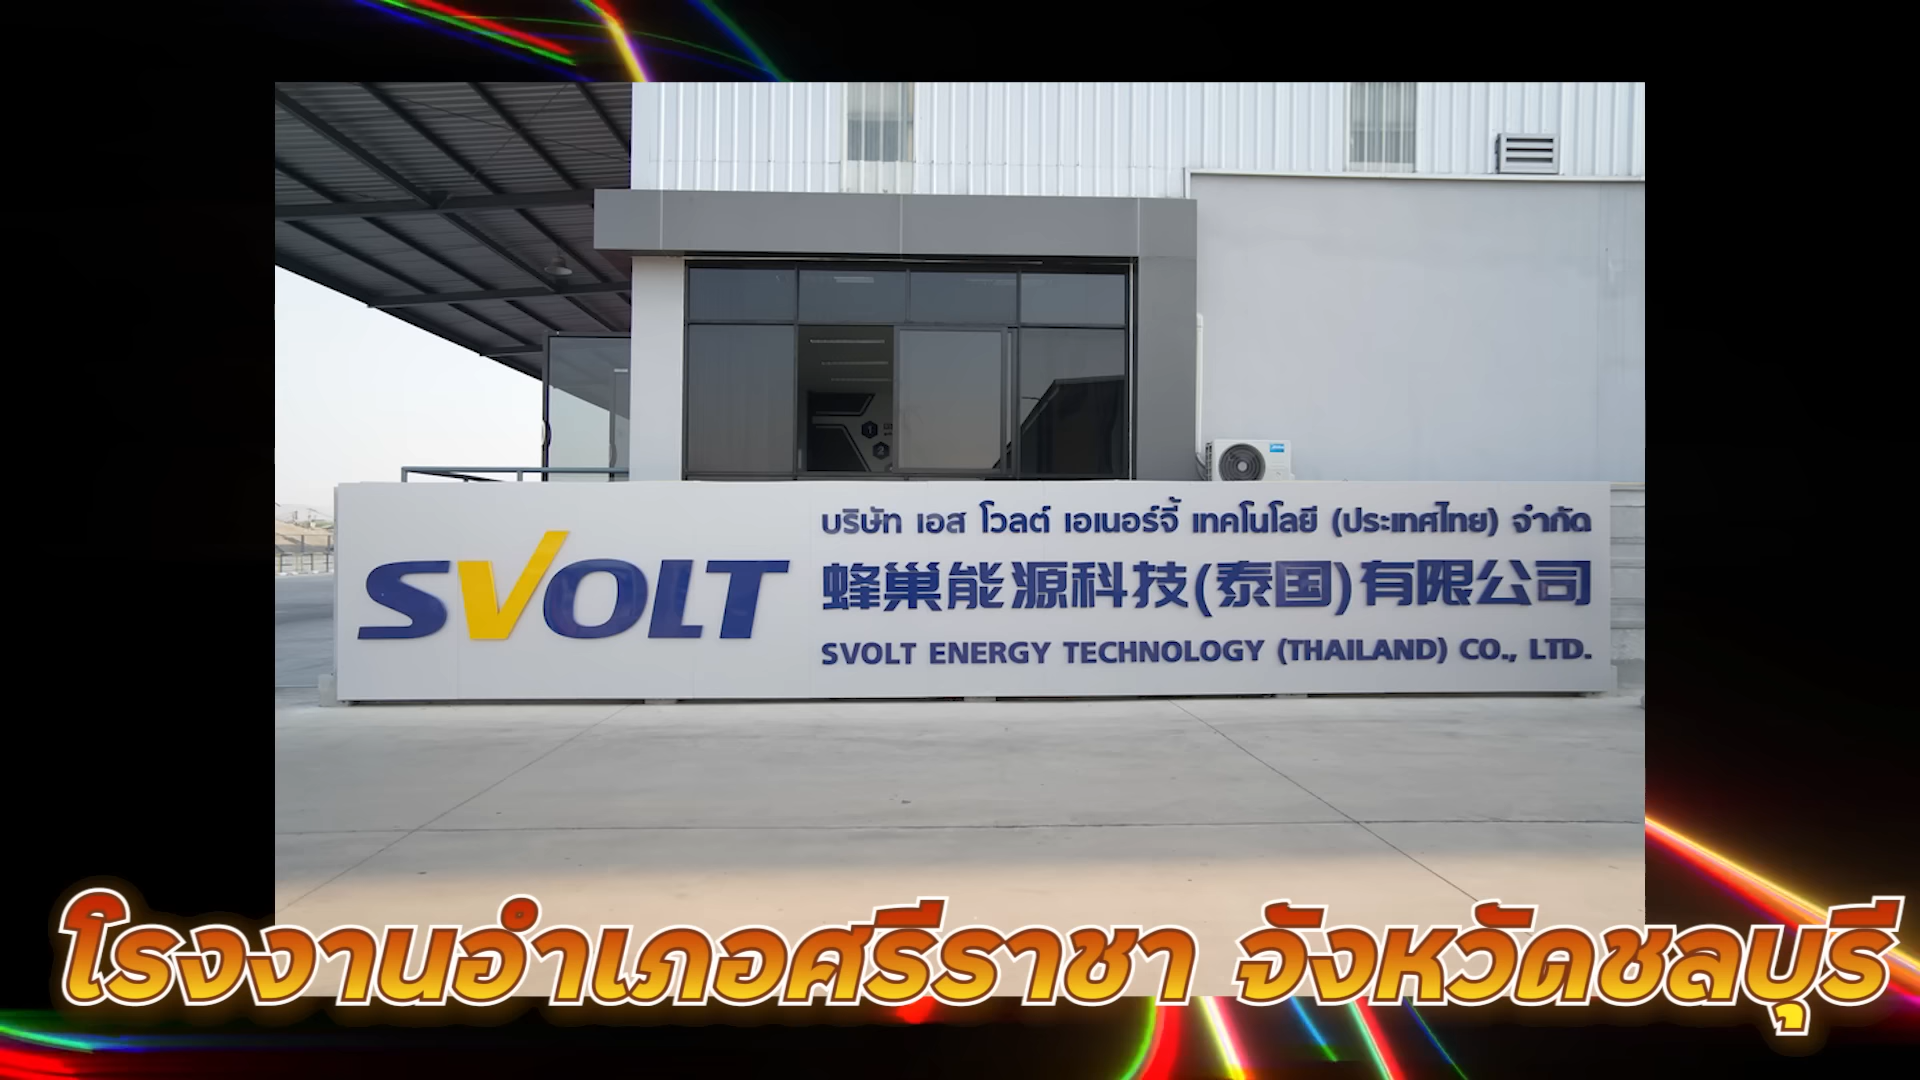 SVOLT
บริษัท เอส โวลต์ เอเนอร์จี้ เทคโนโลยี (ประเทศไทย) จำกัด
蜂巢能源科技(泰国)有限公司
SVOLT ENERGY TECHNOLOGY (THAILAND) CO., LTD.
โรงงานอำเภอศรีราชา จังหวัดชลบุรี